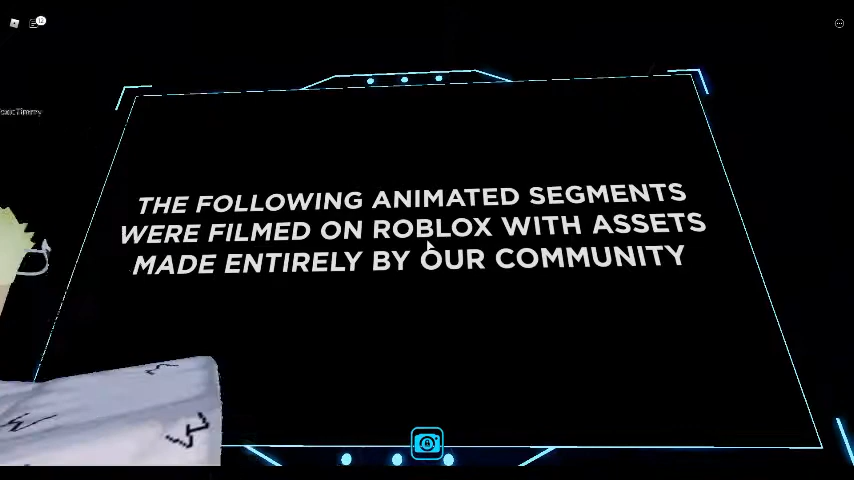 THE FOLLOWING ANIMATED SEGMENTS
WERE FILMED ON ROBLOX WITH ASSETS
MADE ENTIRELY BY OUR COMMUNITY